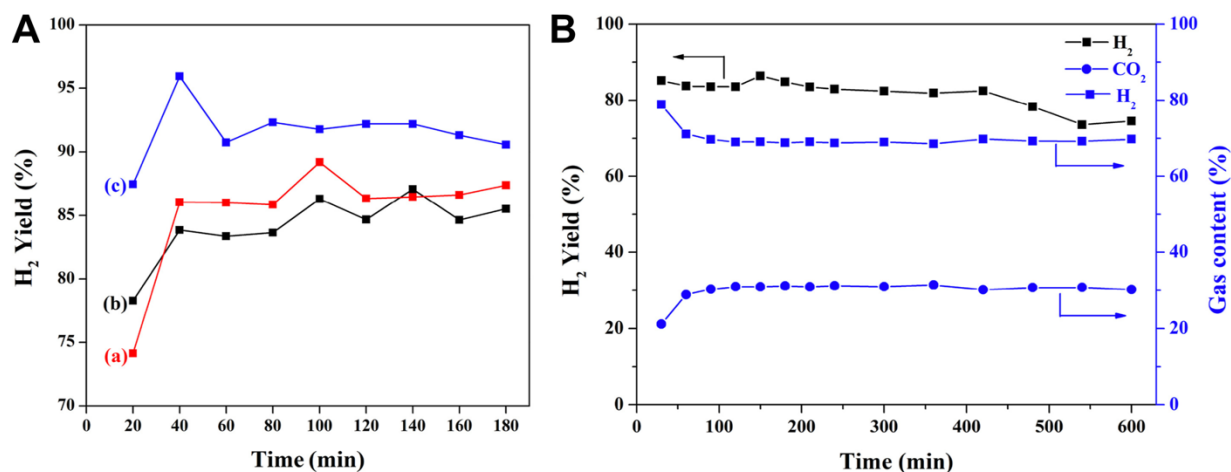 A
100
95
90
85
80
75
70
H₂ Yield (%)
(c)
(b)
(a)
0 20 40 60 80 100 120 140 160 180
Time (min)
B
100
80
60
40
20
0
H₂ Yield (%)
H₂
CO₂
H₂
100
80
60
40
20
0
Gas content (%)
0 100 200 300 400 500 600
Time (min)